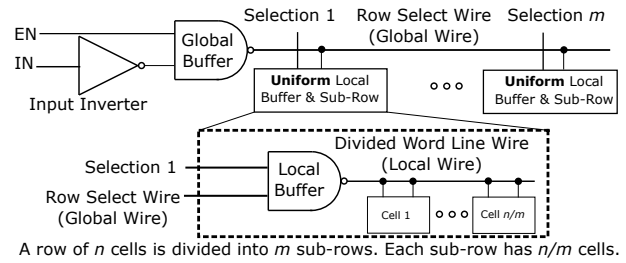 Selection 1
Row Select Wire
(Global Wire)
Selection m
EN
IN
Global
Buffer
Input Inverter
Uniform Local
Buffer & Sub-Row
Uniform Local
Buffer & Sub-Row
Divided Word Line Wire
(Local Wire)
Selection 1
Row Select Wire
(Global Wire)
Local
Buffer
Cell 1
Cell n/m
A row of n cells is divided into m sub-rows. Each sub-row has n/m cells.